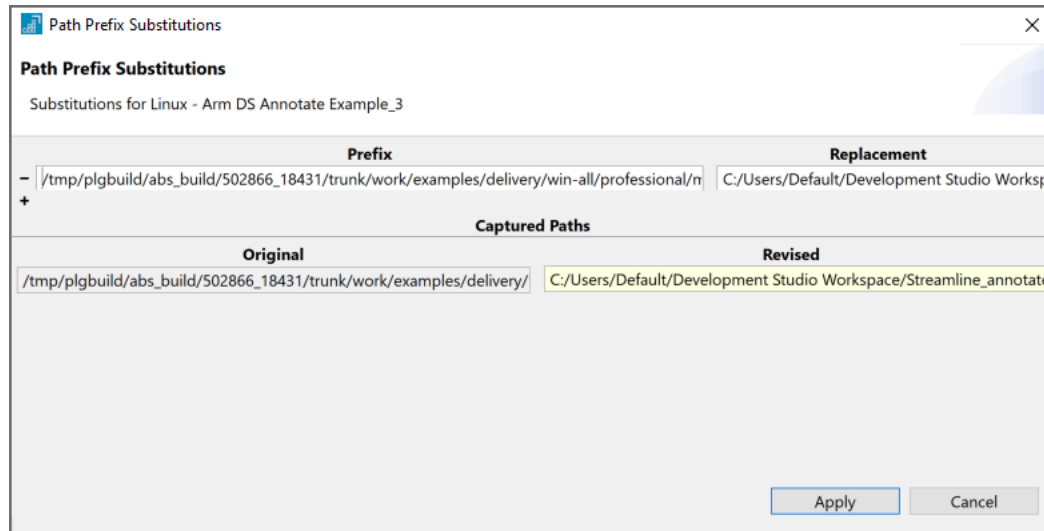 Path Prefix Substitutions
Path Prefix Substitutions
Substitutions for Linux - Arm DS Annotate Example_3
Prefix Replacement
− /tmp/plgbuild/abs_build/502866_18431/trunk/work/examples/delivery/win-all/professional/ C:/Users/Default/Development Studio Worksp
+
Captured Paths
Original Revised
/tmp/plgbuild/abs_build/502866_18431/trunk/work/examples/delivery/ C:/Users/Default/Development Studio Workspace/Streamline_annotate
Apply Cancel